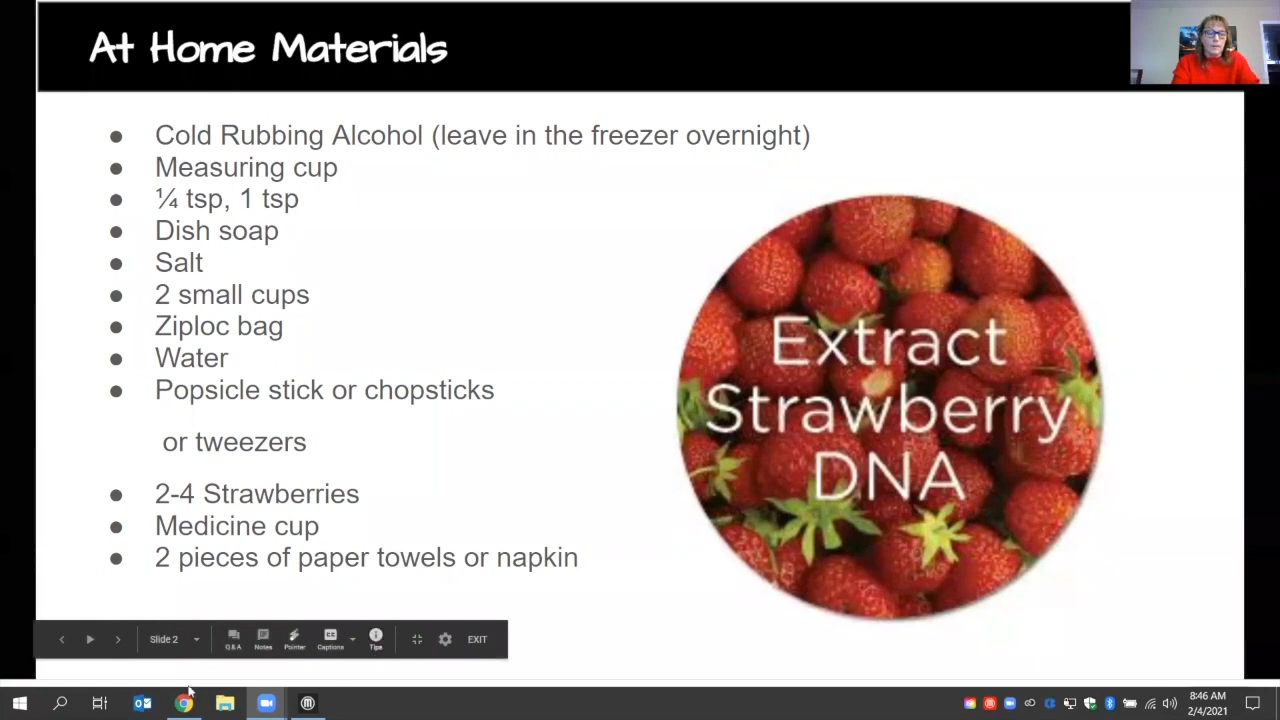 At Home Materials
● Cold Rubbing Alcohol (leave in the freezer overnight)
● Measuring cup
● ¼ tsp, 1 tsp
● Dish soap
● Salt
● 2 small cups
● Ziploc bag
● Water
● Popsicle stick or chopsticks
or tweezers
● 2-4 Strawberries
● Medicine cup
● 2 pieces of paper towels or napkin
Extract
Strawberry
DNA
Slide 2
Q&A
Notes
Pointer
Captions
Tips
EXIT
8:46 AM
2/4/2021